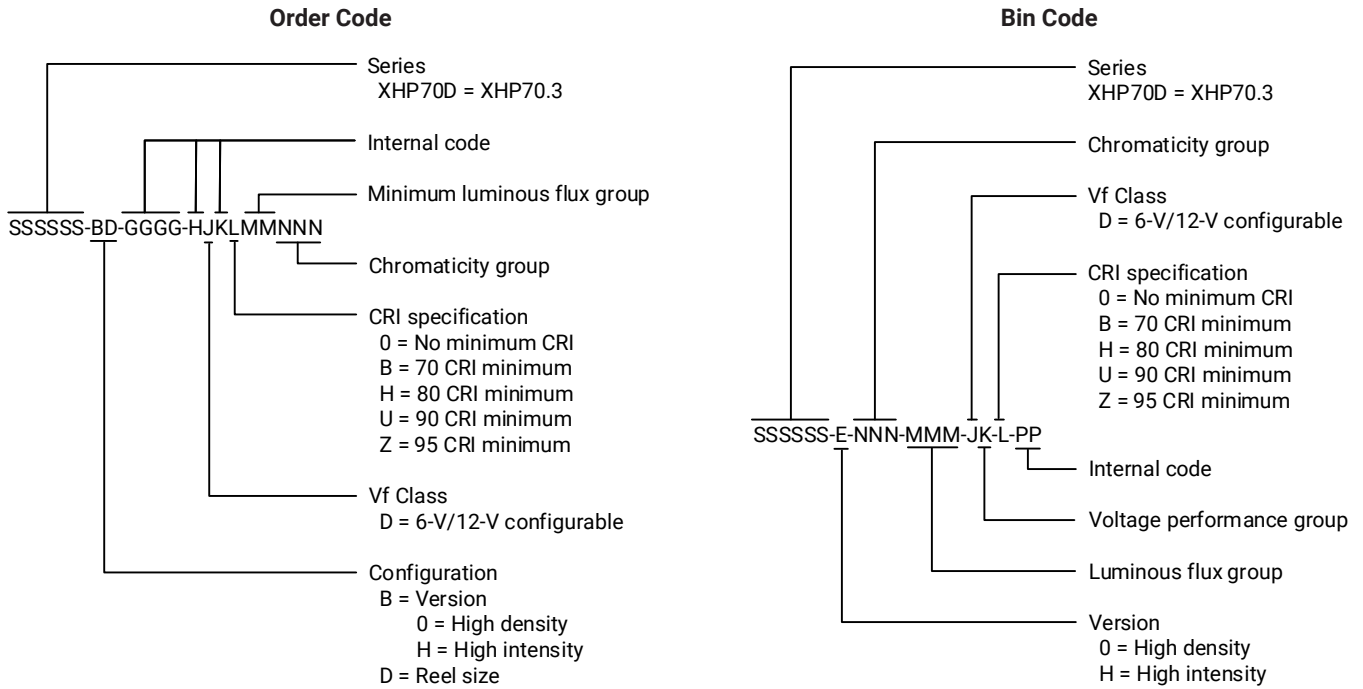 Order Code
Series
XHP70D = XHP70.3
Internal code
Minimum luminous flux group
SSSSSS-BD-GGGG-HJKLMMNNN
Chromaticity group
CRI specification
0 = No minimum CRI
B = 70 CRI minimum
H = 80 CRI minimum
U = 90 CRI minimum
Z = 95 CRI minimum
Vf Class
D = 6-V/12-V configurable
Configuration
B = Version
0 = High density
H = High intensity
D = Reel size
Bin Code
Series
XHP70D = XHP70.3
Chromaticity group
Vf Class
D = 6-V/12-V configurable
CRI specification
0 = No minimum CRI
B = 70 CRI minimum
H = 80 CRI minimum
U = 90 CRI minimum
Z = 95 CRI minimum
SSSSSS-E-NNN-MMM-JK-L-PP
Internal code
Voltage performance group
Luminous flux group
Version
0 = High density
H = High intensity